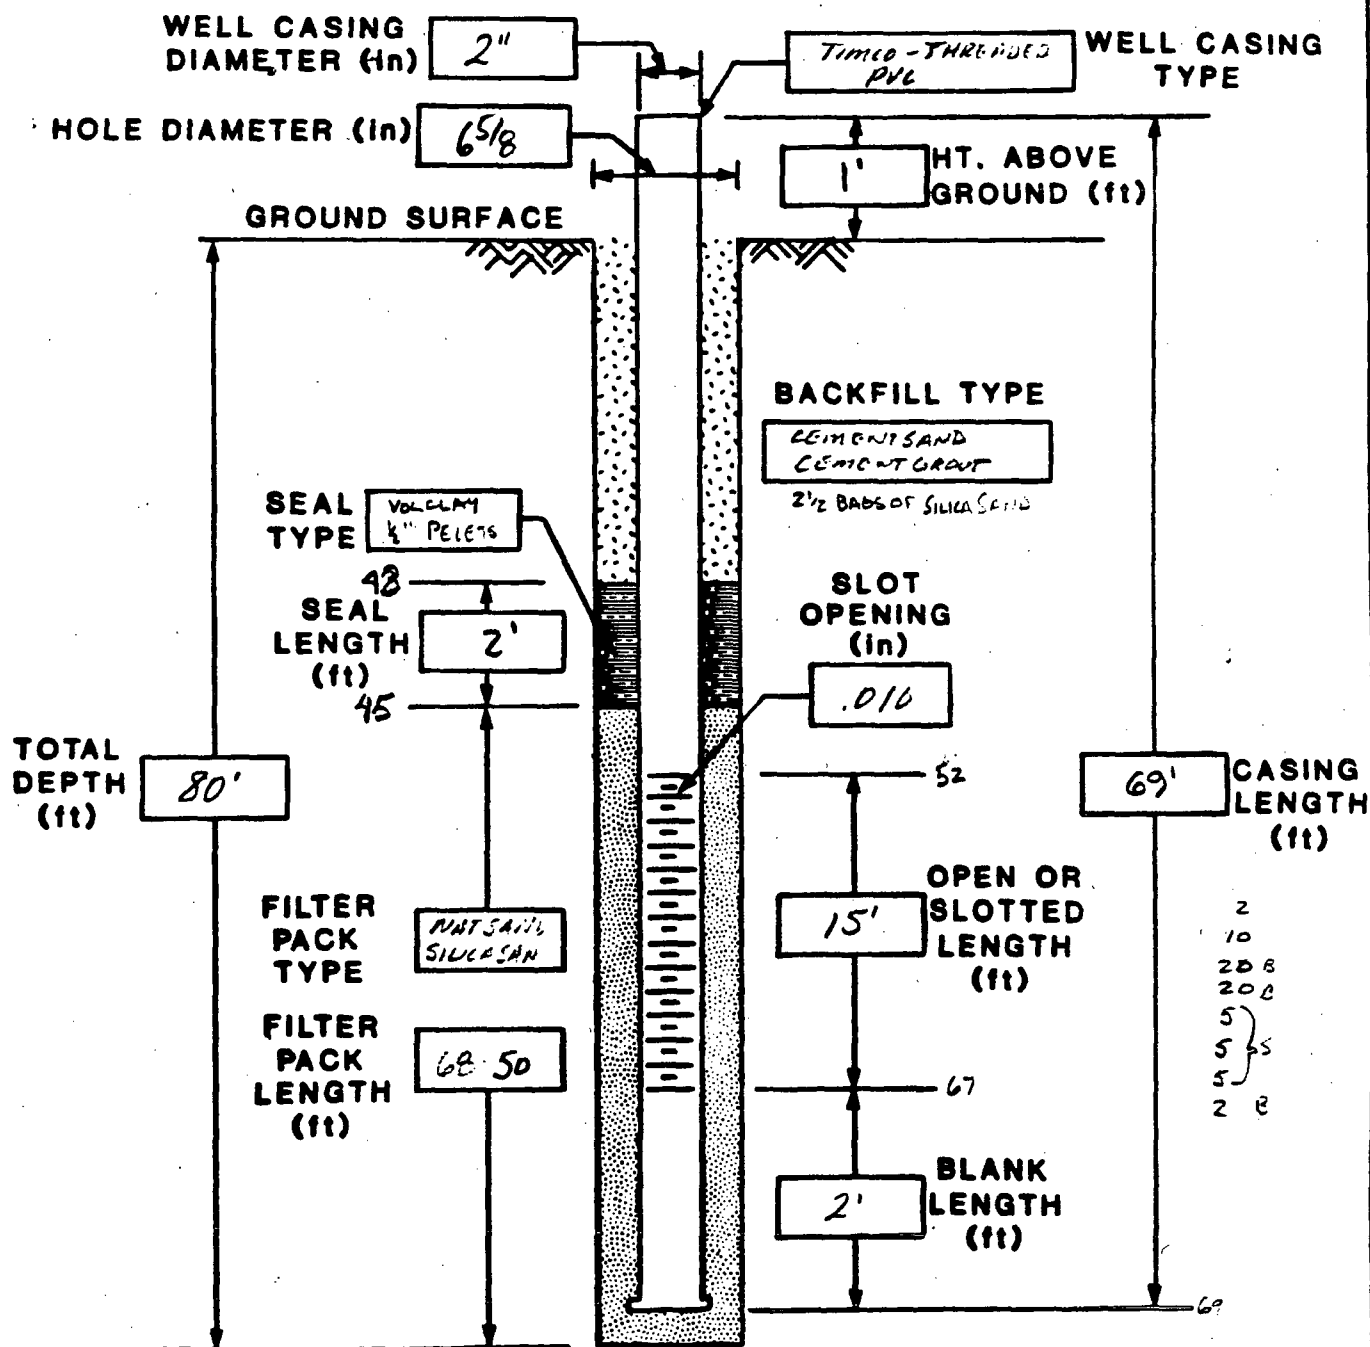 WELL CASING
DIAMETER (in)
2"
TIMCO - THREADED
PVC
WELL CASING
TYPE
HOLE DIAMETER (in)
6 5/8
1'
HT. ABOVE
GROUND (ft)
GROUND SURFACE
BACKFILL TYPE
CEMENT SAND
CEMENT GROUT
2 1/2 BAGS OF SILICA SAND
SEAL
TYPE
VOLCLAY
PELETS
43
SEAL
LENGTH
(ft)
2'
45
SLOT
OPENING
(in)
.010
TOTAL
DEPTH
(ft)
80'
52
69'
CASING
LENGTH
(ft)
FILTER
PACK
TYPE
NAT SAND
SILICA SAN
OPEN OR
SLOTTED
LENGTH
(ft)
15'
2
10
20 B
20 B
5
5 } S
5
2 B
FILTER
PACK
LENGTH
(ft)
68-50
67
BLANK
LENGTH
(ft)
2'
69